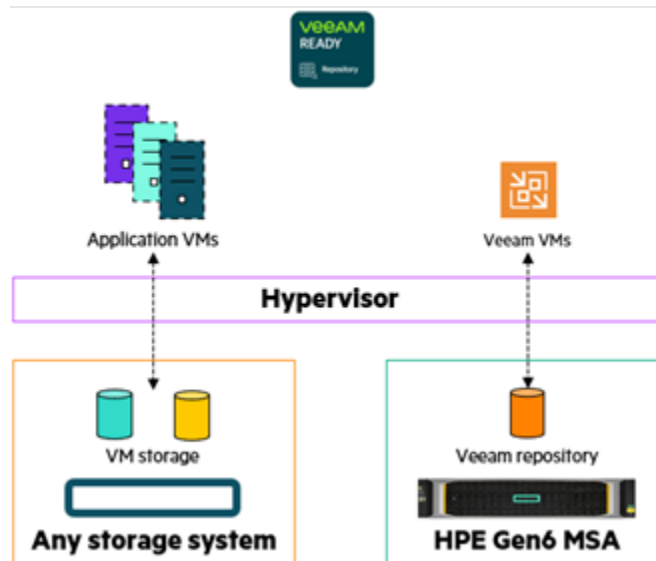 veeAM
READY
Repository
Application VMs
Veeam VMs
Hypervisor
VM storage
Veeam repository
Any storage system
HPE Gen6 MSA